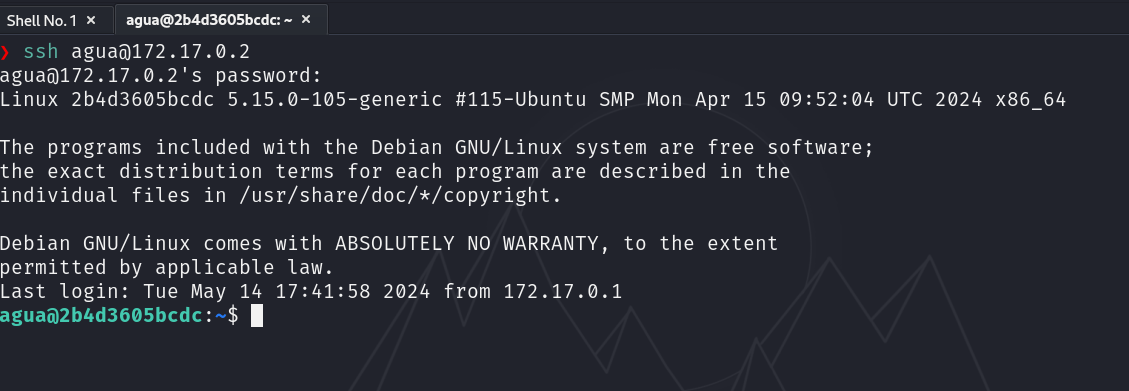 Shell No. 1 × agua@2b4d3605bcdc: ~ ×
❯ ssh agua@172.17.0.2
agua@172.17.0.2's password:
Linux 2b4d3605bcdc 5.15.0-105-generic #115-Ubuntu SMP Mon Apr 15 09:52:04 UTC 2024 x86_64
The programs included with the Debian GNU/Linux system are free software;
the exact distribution terms for each program are described in the
individual files in /usr/share/doc/*/copyright.
Debian GNU/Linux comes with ABSOLUTELY NO WARRANTY, to the extent
permitted by applicable law.
Last login: Tue May 14 17:41:58 2024 from 172.17.0.1
agua@2b4d3605bcdc:~$